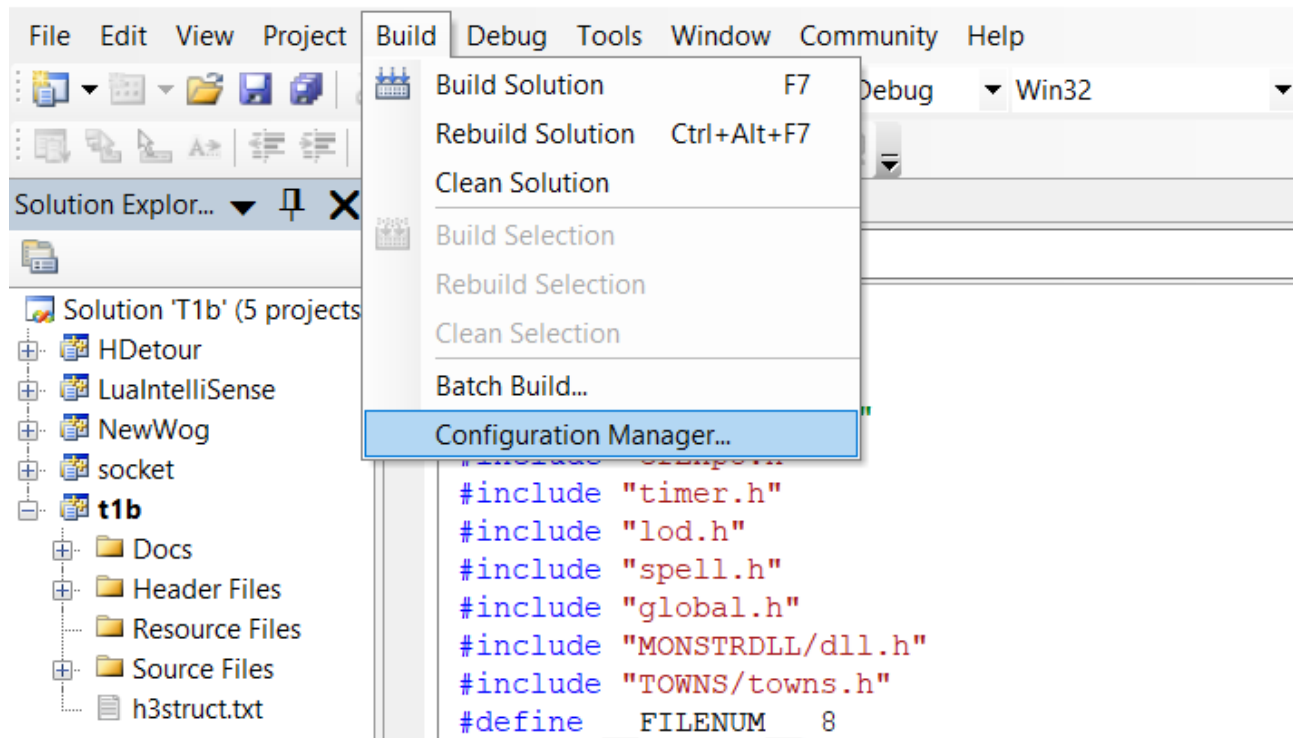 File Edit View Project Build Debug Tools Window Community Help
Build Solution F7
Debug Win32
Rebuild Solution Ctrl+Alt+F7
Clean Solution
Solution Explor...
Build Selection
Rebuild Selection
Clean Selection
Batch Build...
Configuration Manager...
Solution 'T1b' (5 projects
HDetour
LuaIntelliSense
NewWog
socket
t1b
Docs
Header Files
Resource Files
Source Files
h3struct.txt
#include
#include "timer.h"
#include "lod.h"
#include "spell.h"
#include "global.h"
#include "MONSTRDLL/dll.h"
#include "TOWNS/towns.h"
#define FILENUM 8